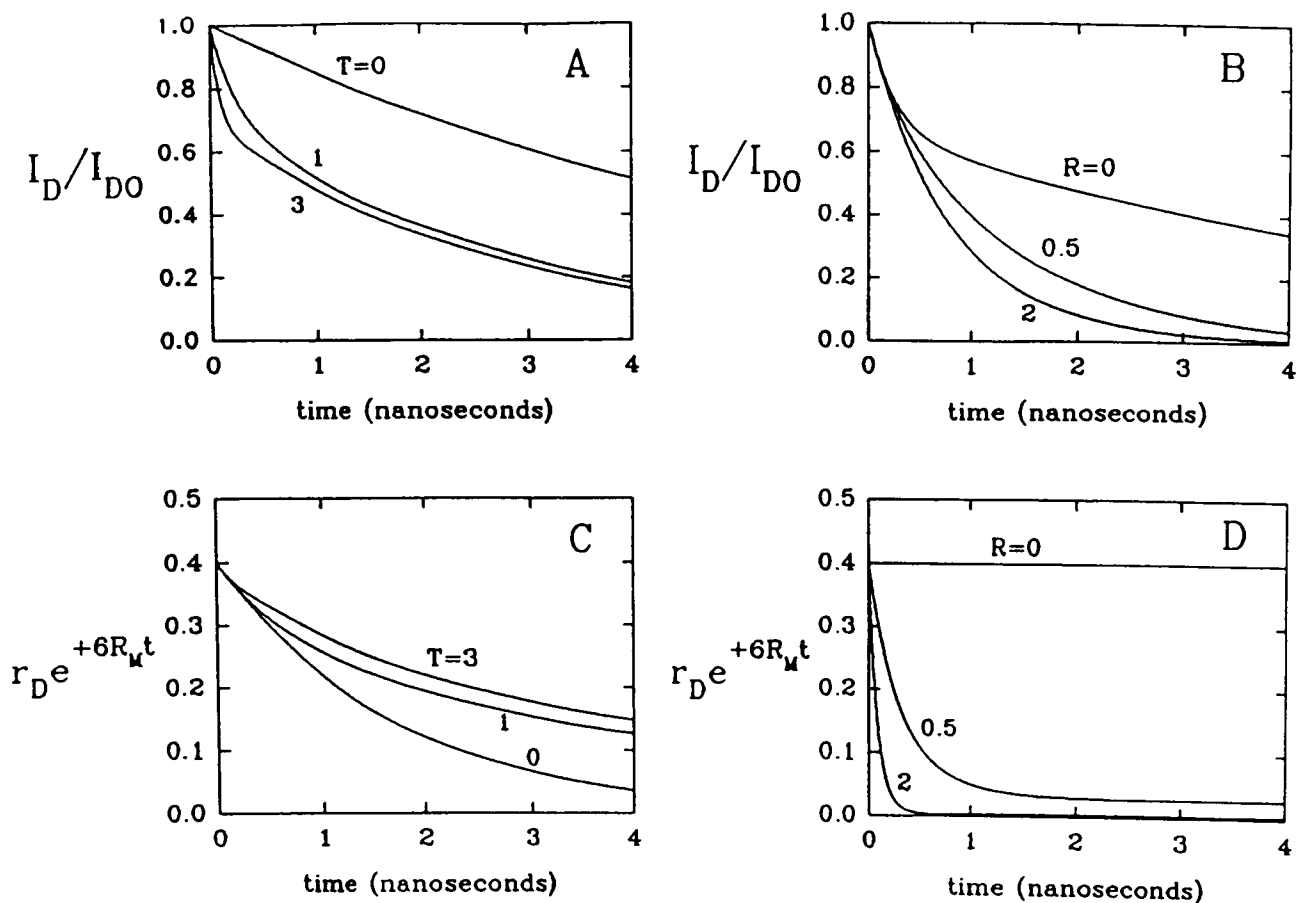 A
I_D/I_DO
1.0
0.8
0.6
0.4
0.2
0.0
T=0
1
3
0 1 2 3 4
time (nanoseconds)
B
I_D/I_DO
1.0
0.8
0.6
0.4
0.2
0.0
R=0
0.5
2
0 1 2 3 4
time (nanoseconds)
C
r_D e^{+6R_M t}
0.5
0.4
0.3
0.2
0.1
0.0
T=3
1
0
0 1 2 3 4
time (nanoseconds)
D
r_D e^{+6R_M t}
0.5
0.4
0.3
0.2
0.1
0.0
R=0
0.5
2
0 1 2 3 4
time (nanoseconds)